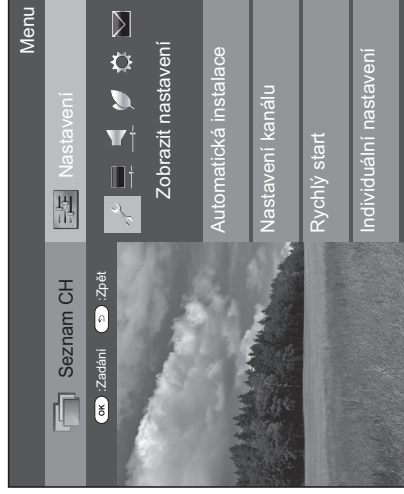 Menu
Seznam CH
Nastavení
OK :Zadání :Zpět
Zobrazit nastavení
Automatická instalace
Nastavení kanálu
Rychlý start
Individuální nastavení